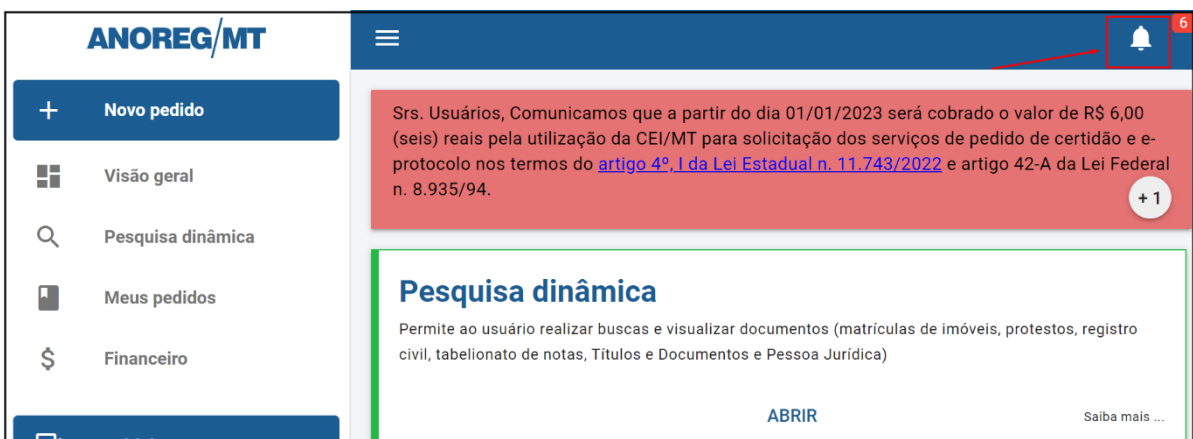 ANOREG/MT
6
Novo pedido
Visão geral
Pesquisa dinâmica
Meus pedidos
Financeiro
Srs. Usuários, Comunicamos que a partir do dia 01/01/2023 será cobrado o valor de R$ 6,00
(seis) reais pela utilização da CEI/MT para solicitação dos serviços de pedido de certidão e e-
protocolo nos termos do artigo 4º, I da Lei Estadual n. 11.743/2022 e artigo 42-A da Lei Federal
n. 8.935/94.
+ 1
Pesquisa dinâmica
Permite ao usuário realizar buscas e visualizar documentos (matrículas de imóveis, protestos, registro
civil, tabelionato de notas, Títulos e Documentos e Pessoa Jurídica)
ABRIR
Saiba mais ...